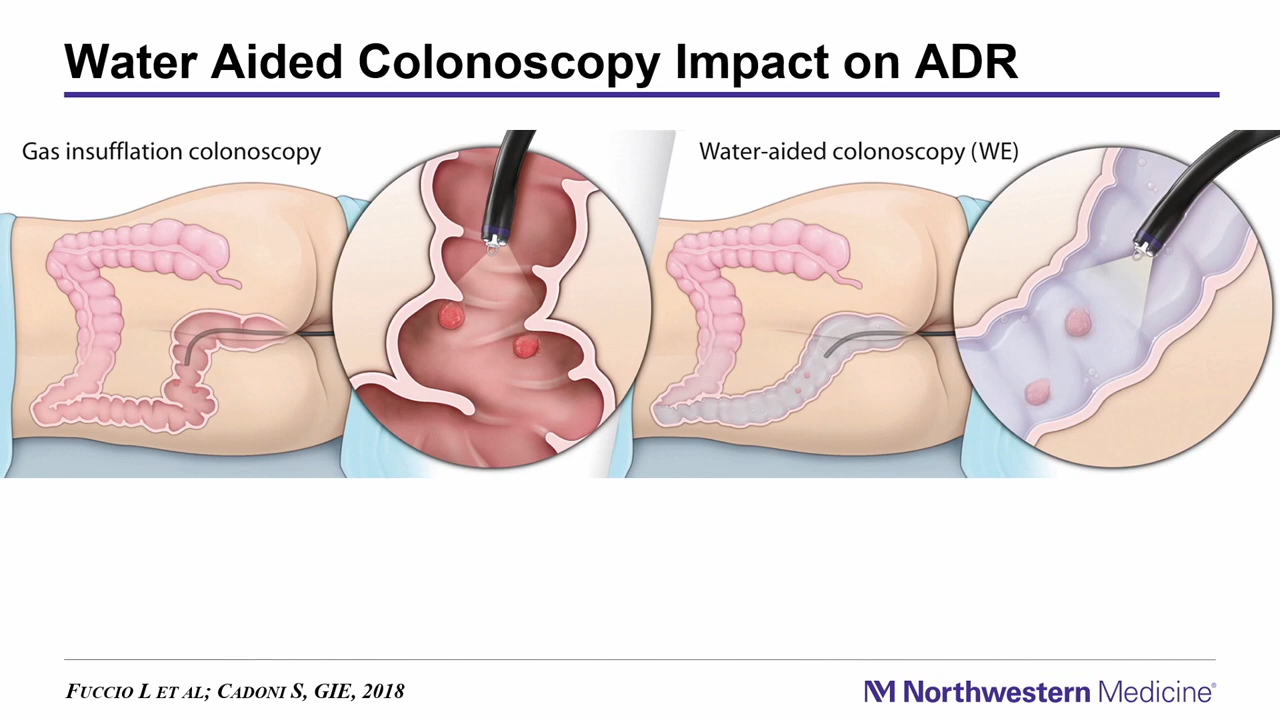 Water Aided Colonoscopy Impact on ADR
Gas insufflation colonoscopy
Water-aided colonoscopy (WE)
FUCCIO L ET AL; CADONI S, GIE, 2018
NM Northwestern Medicine®